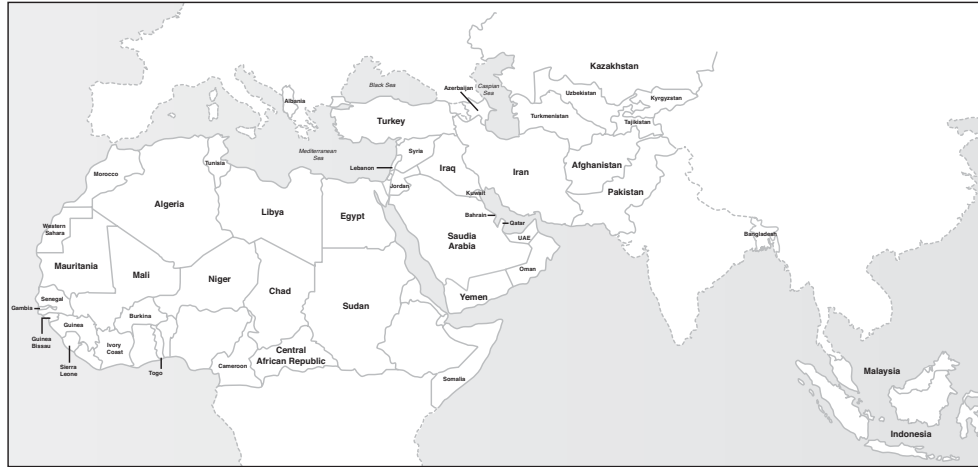 Kazakhstan
Black Sea
Azerbaijan
Caspian
Sea
Uzbekistan
Kyrgyzstan
Albania
Turkey
Turkmenistan
Tajikistan
Mediterranean
Sea
Syria
Tunisia
Lebanon
Iraq
Iran
Afghanistan
Morocco
Jordan
Kuwait
Pakistan
Algeria
Libya
Egypt
Bahrain
Qatar
Western
Sahara
Saudia
Arabia
UAE
Bangladesh
Mauritania
Mali
Niger
Chad
Oman
Senegal
Sudan
Yemen
Gambia
Burkina
Guinea
Guinea
Bissau
Ivory
Coast
Sierra
Leone
Togo
Cameroon
Central
African Republic
Somalia
Malaysia
Indonesia